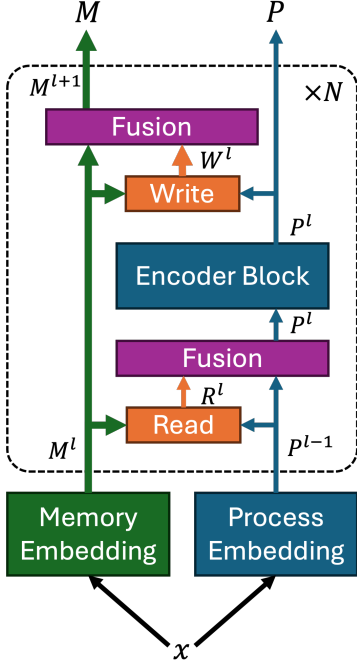 M P
M^{l+1} ×N
Fusion
W^l
Write
P^l
Encoder Block
P^l
Fusion
R^l
Read
M^l P^{l-1}
Memory
Embedding
Process
Embedding
x